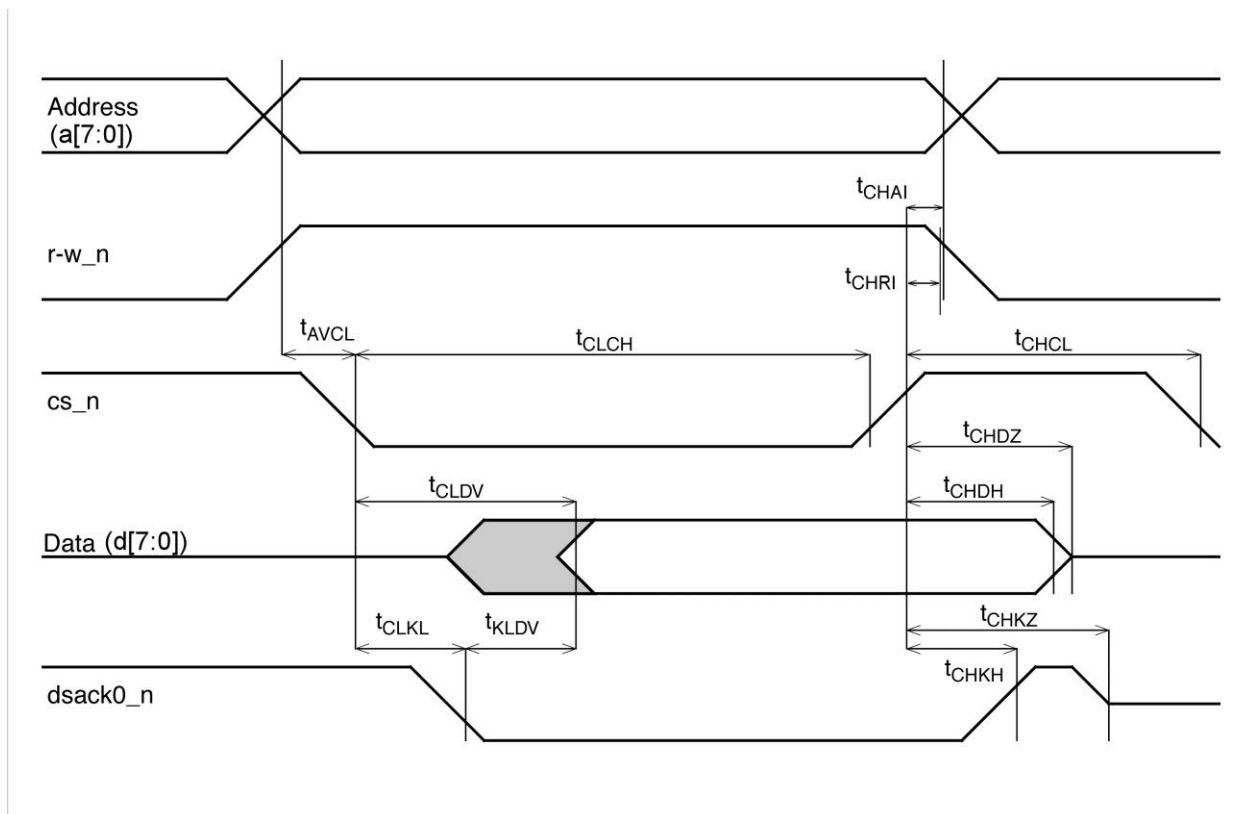 Address
(a[7:0])
tCHAI
r-w_n
tCHRI
tAVCL
tCLCH
tCHCL
cs_n
tCHDZ
tCLDV
tCHDH
Data (d[7:0])
tCLKL
tKLDV
tCHKZ
tCHKH
dsack0_n